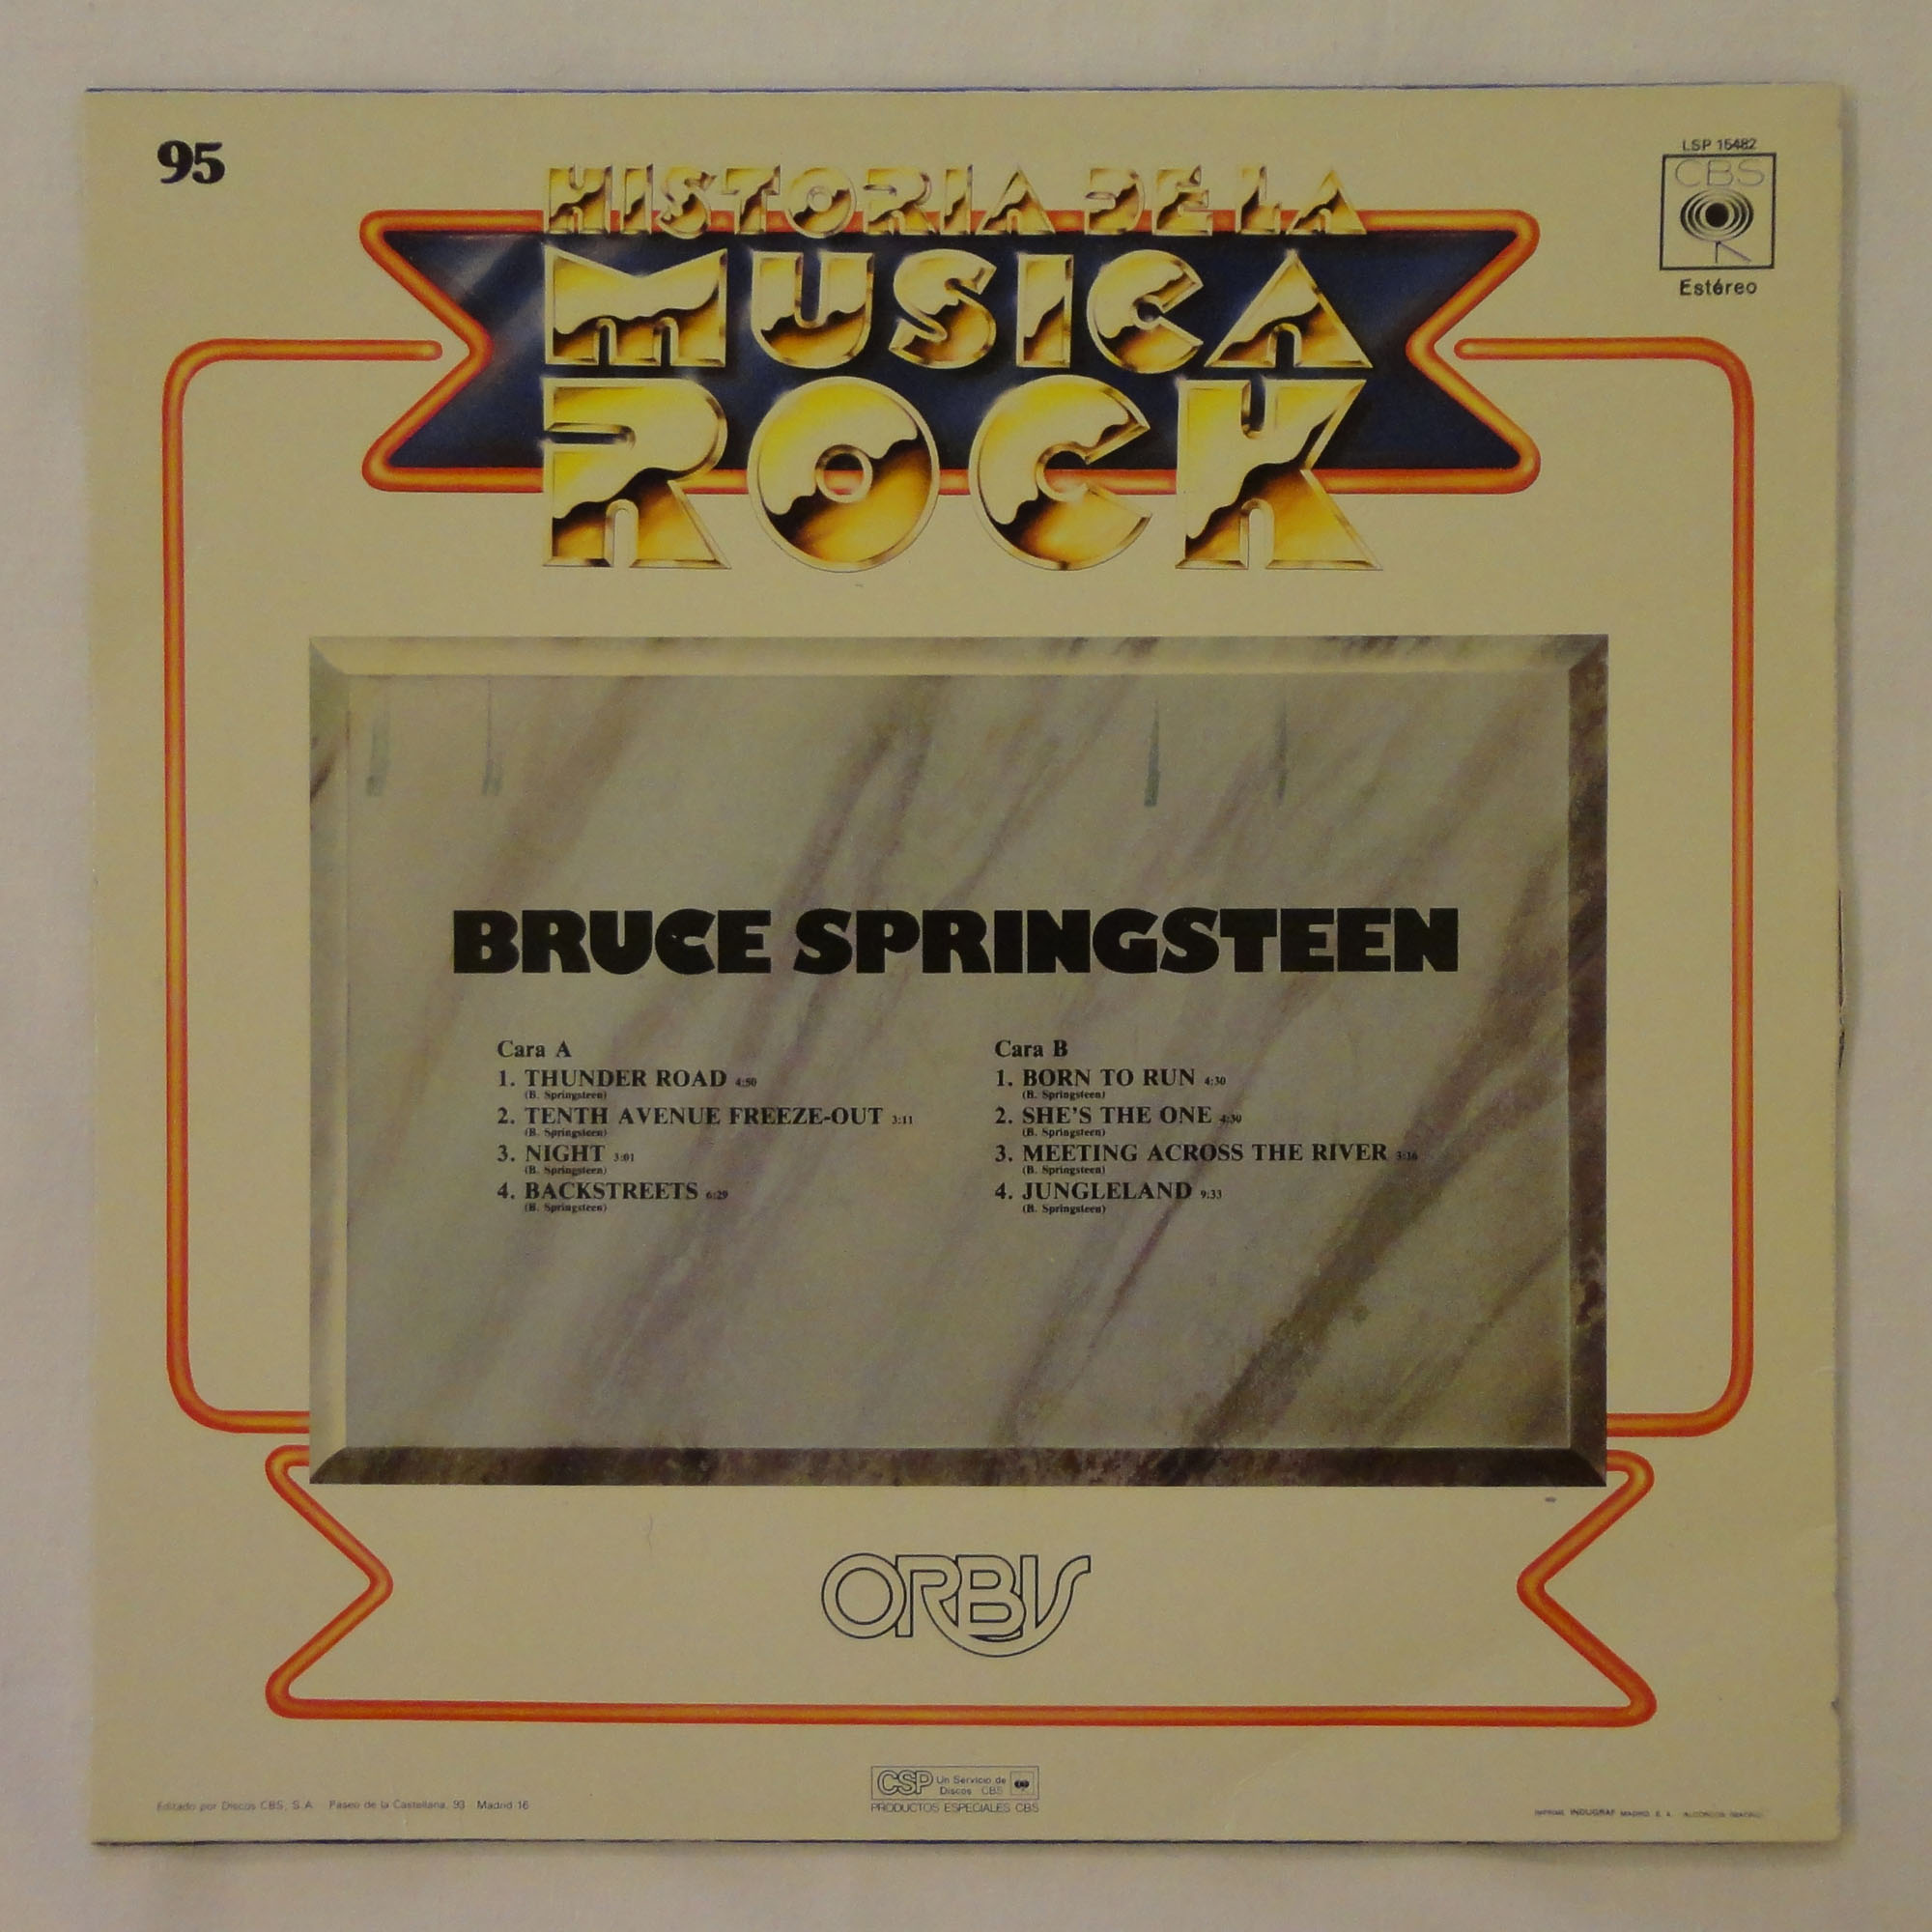 95
LSP 15482
CBS
Estéreo
HISTORIA DE LA
MUSICA
ROCK
BRUCE SPRINGSTEEN
Cara A
1. THUNDER ROAD 4:50
(B. Springsteen)
2. TENTH AVENUE FREEZE-OUT 3:11
(B. Springsteen)
3. NIGHT 3:01
(B. Springsteen)
4. BACKSTREETS 6:29
(B. Springsteen)
Cara B
1. BORN TO RUN 4:30
(B. Springsteen)
2. SHE'S THE ONE 4:30
(B. Springsteen)
3. MEETING ACROSS THE RIVER 3:16
(B. Springsteen)
4. JUNGLELAND 9:33
(B. Springsteen)
ORBIS
CSP Un Servicio de
Discos CBS
PRODUCTOS ESPECIALES CBS
Editado por Discos CBS, S.A. Paseo de la Castellana, 93 Madrid-16
IMPRIME INDUGRAF MADRID, S. A.